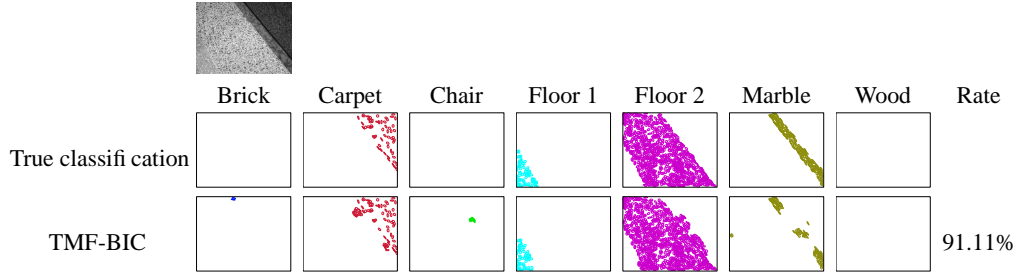 Brick Carpet Chair Floor 1 Floor 2 Marble Wood Rate
True classifi cation
TMF-BIC 91.11%